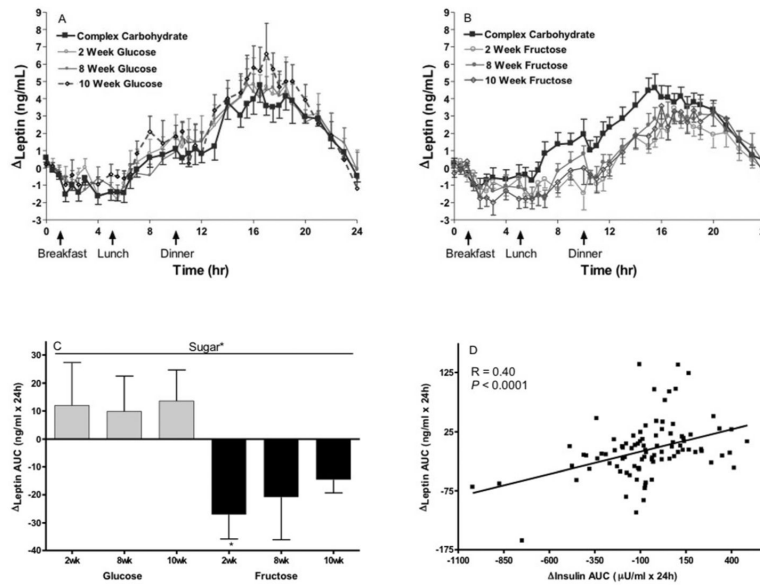 A
Complex Carbohydrate
2 Week Glucose
8 Week Glucose
10 Week Glucose
ΔLeptin (ng/mL)
9
8
7
6
5
4
3
2
1
0
-1
-2
-3
0 4 8 12 16 20 24
Breakfast Lunch Dinner
Time (hr)
B
Complex Carbohydrate
2 Week Fructose
8 Week Fructose
10 Week Fructose
ΔLeptin (ng/mL)
9
8
7
6
5
4
3
2
1
0
-1
-2
-3
0 4 8 12 16 20
Breakfast Lunch Dinner
Time (hr)
C
Sugar*
ΔLeptin AUC (ng/ml x 24h)
30
20
10
0
-10
-20
-30
-40
*
2wk 8wk 10wk 2wk 8wk 10wk
Glucose Fructose
D
R = 0.40
P < 0.0001
ΔLeptin AUC (ng/ml x 24h)
125
25
-75
-175
-1100 -850 -600 -350 -100 150 400
ΔInsulin AUC (μU/ml x 24h)